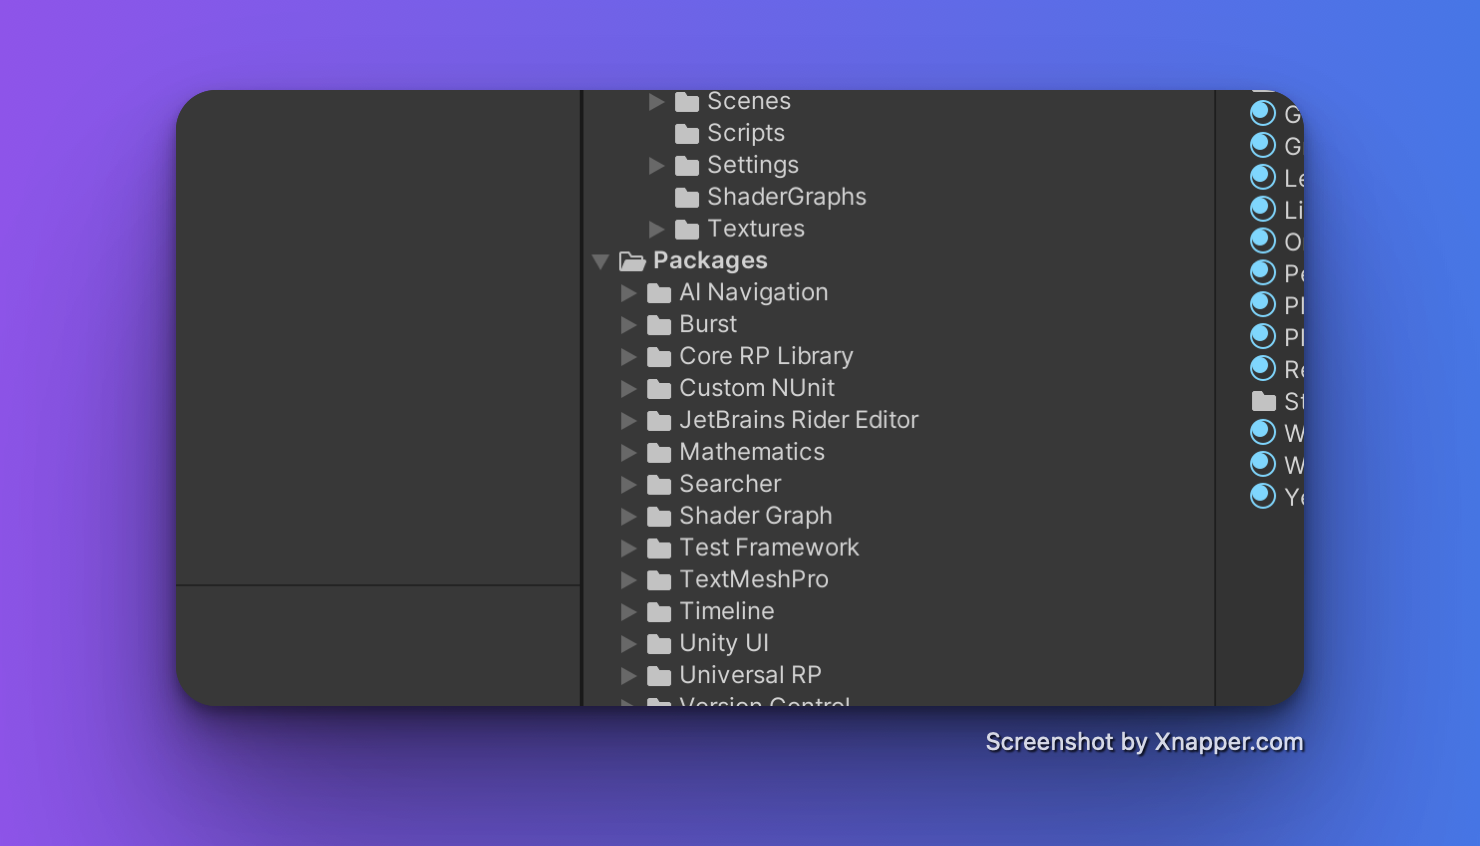 Scenes
Scripts
Settings
ShaderGraphs
Textures
Packages
AI Navigation
Burst
Core RP Library
Custom NUnit
JetBrains Rider Editor
Mathematics
Searcher
Shader Graph
Test Framework
TextMeshPro
Timeline
Unity UI
Universal RP
Version Control
G
G
Le
Li
O
Pe
Pl
Pl
Re
St
W
W
Ye
Screenshot by Xnapper.com